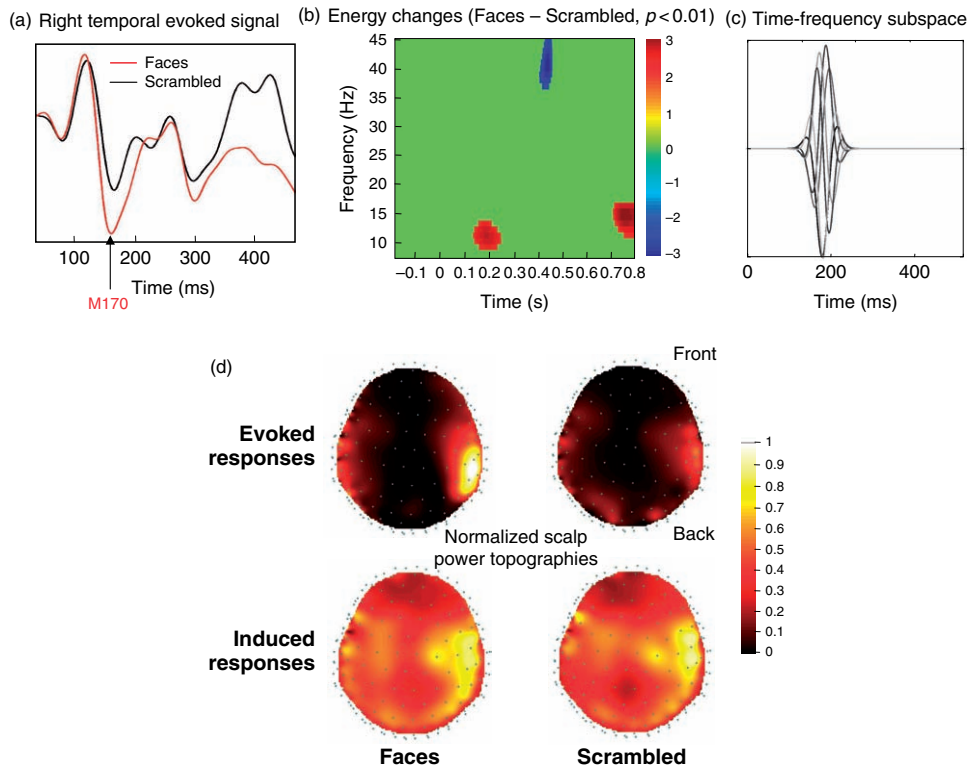 (a) Right temporal evoked signal
Faces
Scrambled
100 200 300 400
Time (ms)
M170
(b) Energy changes (Faces – Scrambled, p < 0.01)
45
40
35
30
25
20
15
10
Frequency (Hz)
–0.1 0 0.1 0.2 0.3 0.4 0.5 0.6 0.7 0.8
Time (s)
3
2
1
0
–1
–2
–3
(c) Time-frequency subspace
0 200 400
Time (ms)
(d)
Front
Evoked
responses
Back
Normalized scalp
power topographies
Induced
responses
Faces Scrambled
1
0.9
0.8
0.7
0.6
0.5
0.4
0.3
0.2
0.1
0